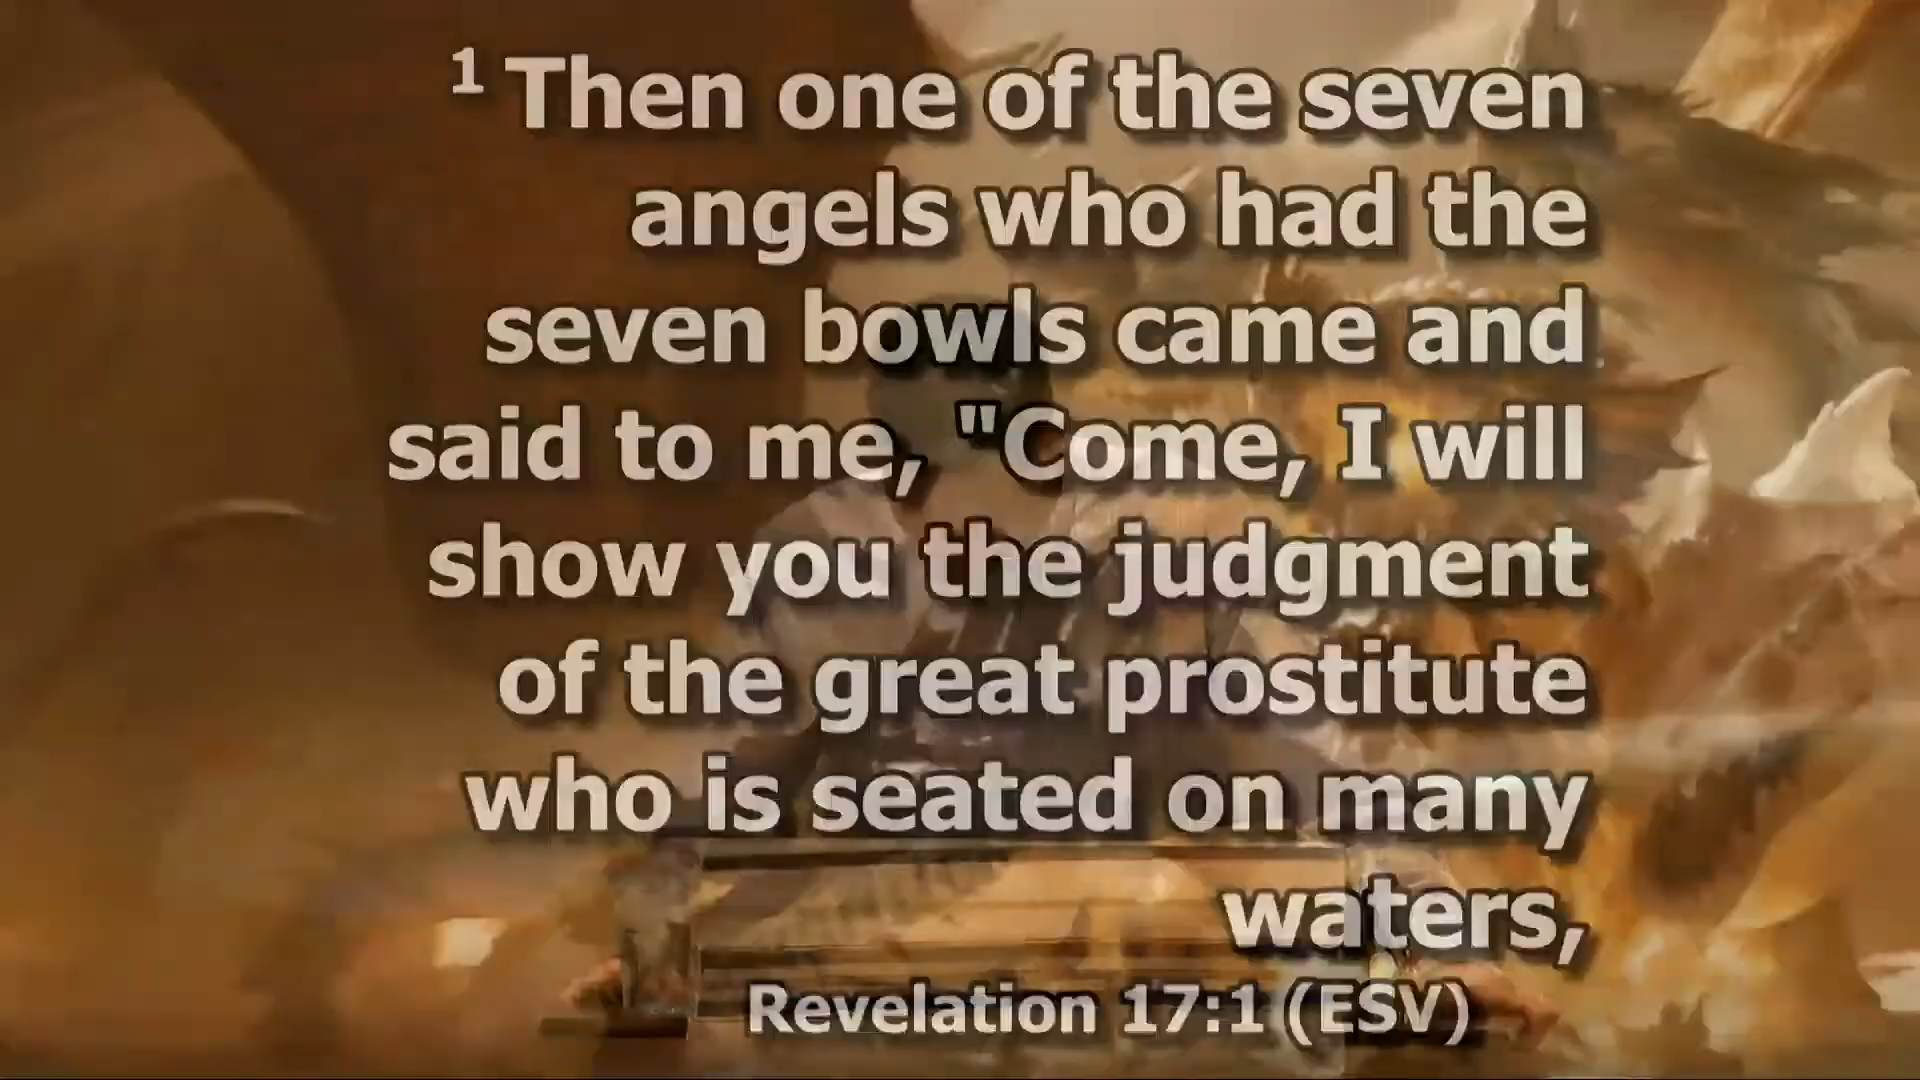 1 Then one of the seven
angels who had the
seven bowls came and
said to me, "Come, I will
show you the judgment
of the great prostitute
who is seated on many
waters,
Revelation 17:1 (ESV)